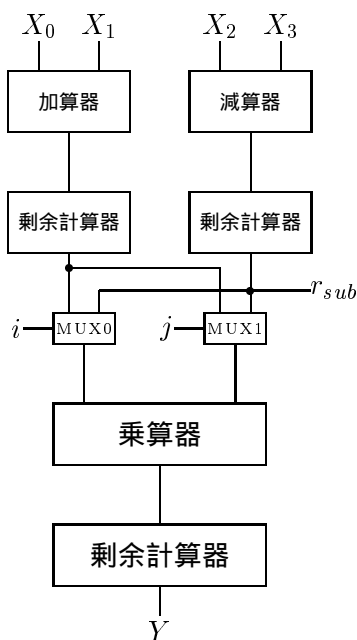 X0 X1 X2 X3
加算器 減算器
剰余計算器 剰余計算器
rsub
i MUX0 j MUX1
乗算器
剰余計算器
Y